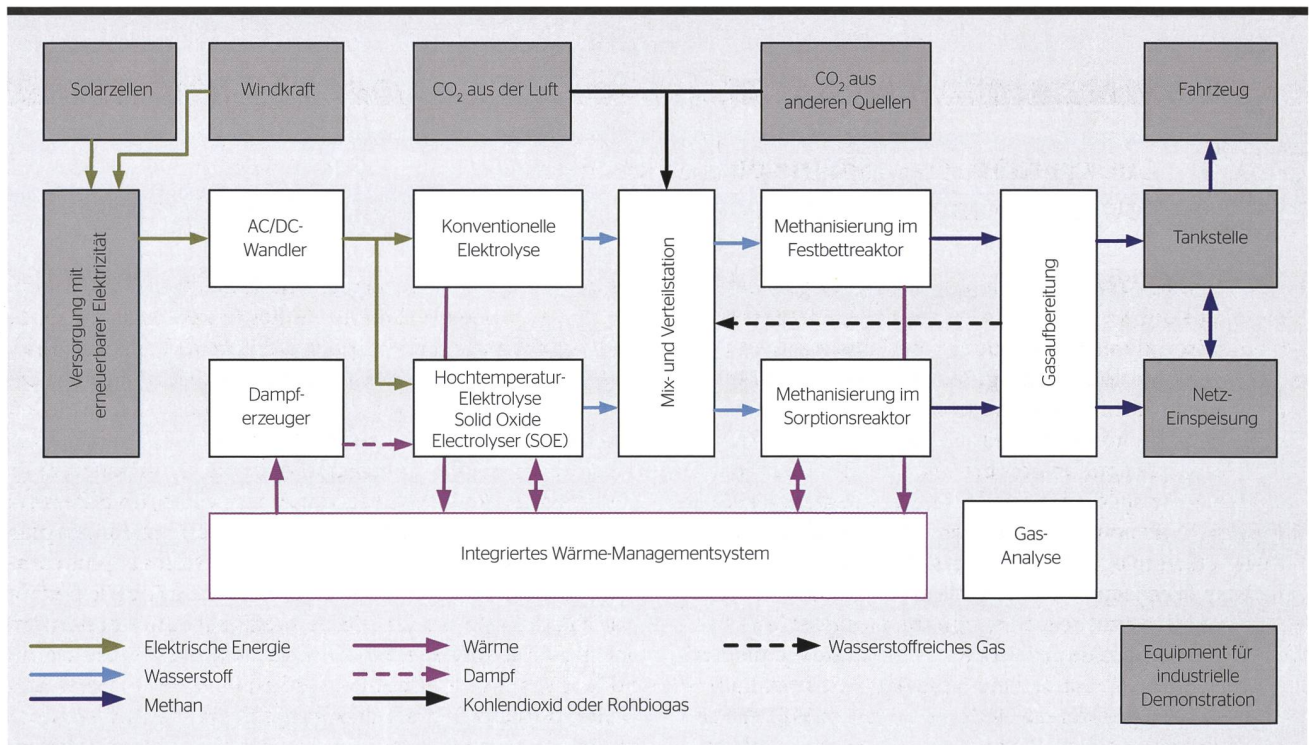 Solarzellen
Windkraft
CO2 aus der Luft
CO2 aus
anderen Quellen
Fahrzeug
Versorgung mit
erneuerbarer Elektrizität
AC/DC-
Wandler
Konventionelle
Elektrolyse
Mix- und Verteilstation
Methanisierung im
Festbettreaktor
Gasaufbereitung
Tankstelle
Dampf-
erzeuger
Hochtemperatur-
Elektrolyse
Solid Oxide
Electrolyser (SOE)
Methanisierung im
Sorptionsreaktor
Netz-
Einspeisung
Integriertes Wärme-Managementsystem
Gas-
Analyse
Elektrische Energie
Wasserstoff
Methan
Wärme
Dampf
Kohlendioxid oder Rohbiogas
Wasserstoffreiches Gas
Equipment für
industrielle
Demonstration